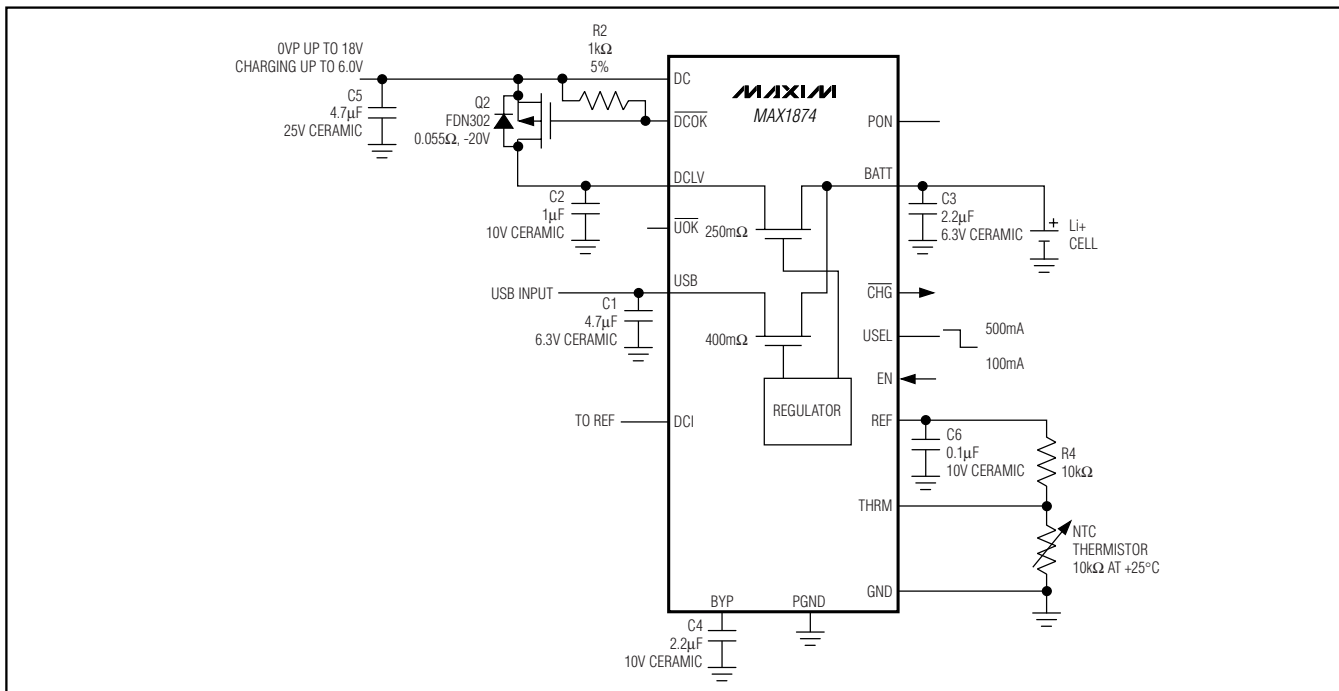 0VP UP TO 18V
CHARGING UP TO 6.0V
C5
4.7μF
25V CERAMIC
Q2
FDN302
0.055Ω, -20V
R2
1kΩ
5%
C2
1μF
10V CERAMIC
USB INPUT
C1
4.7μF
6.3V CERAMIC
TO REF
DC
DCOK
DCLV
UOK
USB
DCI
MAXIM
MAX1874
250mΩ
400mΩ
REGULATOR
PON
BATT
CHG
USEL
EN
REF
THRM
GND
BYP
PGND
C4
2.2μF
10V CERAMIC
C3
2.2μF
6.3V CERAMIC
+
Li+
CELL
500mA
100mA
C6
0.1μF
10V CERAMIC
R4
10kΩ
NTC
THERMISTOR
10kΩ AT +25°C